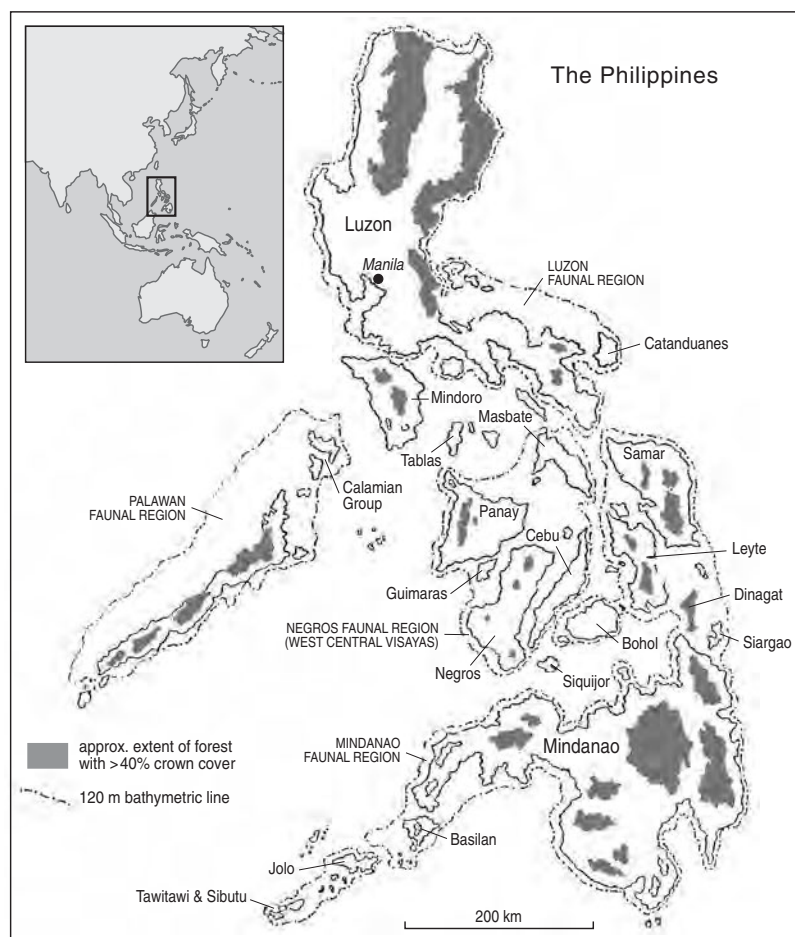 The Philippines
Luzon
Manila
LUZON
FAUNAL REGION
Catanduanes
Mindoro
Masbate
Tablas
Samar
Calamian
Group
PALAWAN
FAUNAL REGION
Panay
Cebu
Leyte
Guimaras
Dinagat
NEGROS FAUNAL REGION
(WEST CENTRAL VISAYAS)
Bohol
Siargao
Negros
Siquijor
MINDANAO
FAUNAL REGION
Mindanao
approx. extent of forest
with >40% crown cover
120 m bathymetric line
Basilan
Jolo
Tawitawi & Sibutu
200 km